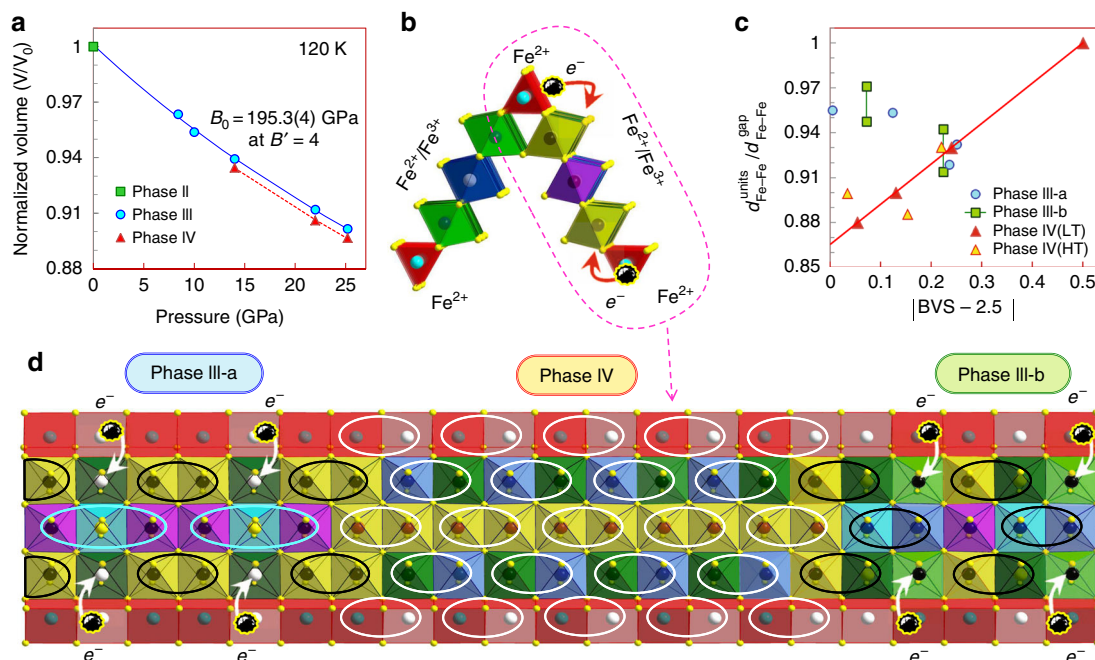 a
120 K
Normalized volume (V/V₀)
1
0.97
0.94
0.91
0.88
B₀ = 195.3(4) GPa
at B′ = 4
Phase II
Phase III
Phase IV
0 5 10 15 20 25
Pressure (GPa)
b
Fe²⁺
e⁻
Fe²⁺/Fe³⁺
Fe²⁺/Fe³⁺
Fe²⁺
e⁻
Fe²⁺
c
d^units_Fe–Fe / d^gap_Fe–Fe
1
0.97
0.94
0.91
0.88
0.85
Phase III-a
Phase III-b
Phase IV(LT)
Phase IV(HT)
0 0.1 0.2 0.3 0.4 0.5
|BVS – 2.5|
d
Phase III-a
Phase IV
Phase III-b
e⁻ e⁻ e⁻ e⁻
e⁻ e⁻ e⁻ e⁻